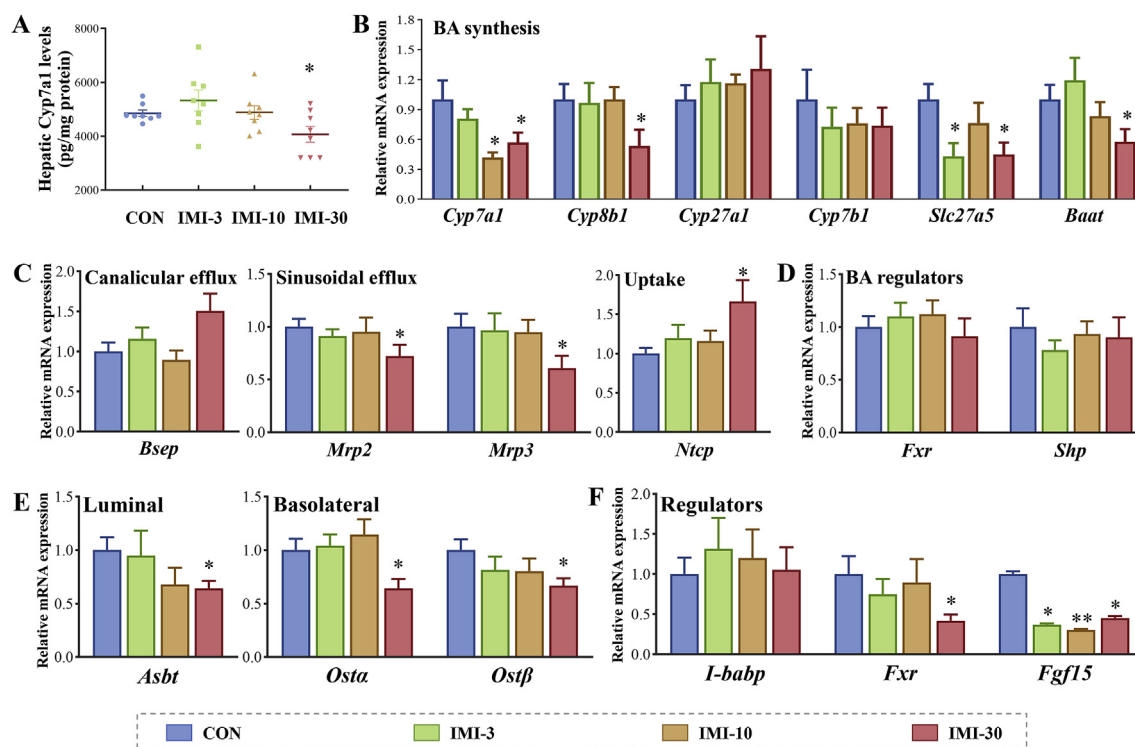 A
Hepatic Cyp7a1 levels
(pg/mg protein)
8000
6000
4000
2000
*
CON IMI-3 IMI-10 IMI-30
B
BA synthesis
Relative mRNA expression
1.8
1.5
1.2
0.9
0.6
0.3
0.0
* * * * * *
Cyp7a1 Cyp8b1 Cyp27a1 Cyp7b1 Slc27a5 Baat
C
Canalicular efflux
Relative mRNA expression
2.0
1.5
1.0
0.5
0.0
Bsep
Sinusoidal efflux
1.5
1.0
0.5
0.0
* *
Mrp2 Mrp3
Uptake
2.0
1.5
1.0
0.5
0.0
*
Ntcp
D
BA regulators
Relative mRNA expression
1.5
1.0
0.5
0.0
Fxr Shp
E
Luminal
Relative mRNA expression
1.5
1.0
0.5
0.0
*
Asbt
Basolateral
1.5
1.0
0.5
0.0
* *
Ostα Ostβ
F
Regulators
Relative mRNA expression
2.0
1.5
1.0
0.5
0.0
* * ** *
I-babp Fxr Fgf15
CON IMI-3 IMI-10 IMI-30